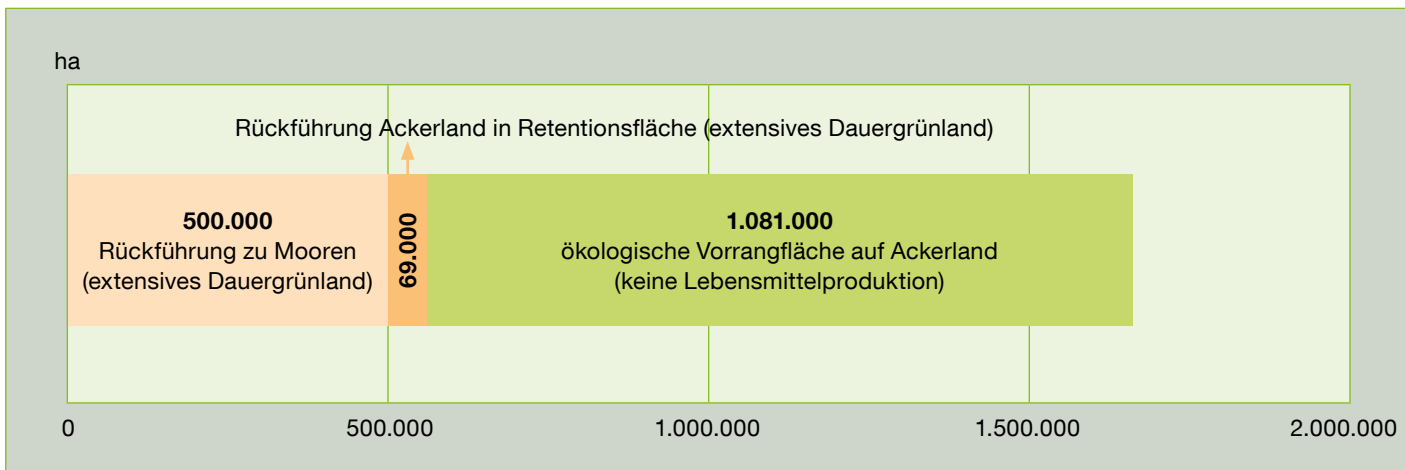 ha
Rückführung Ackerland in Retentionsfläche (extensives Dauergrünland)
500.000
Rückführung zu Mooren
(extensives Dauergrünland)
69.000
1.081.000
ökologische Vorrangfläche auf Ackerland
(keine Lebensmittelproduktion)
0 500.000 1.000.000 1.500.000 2.000.000